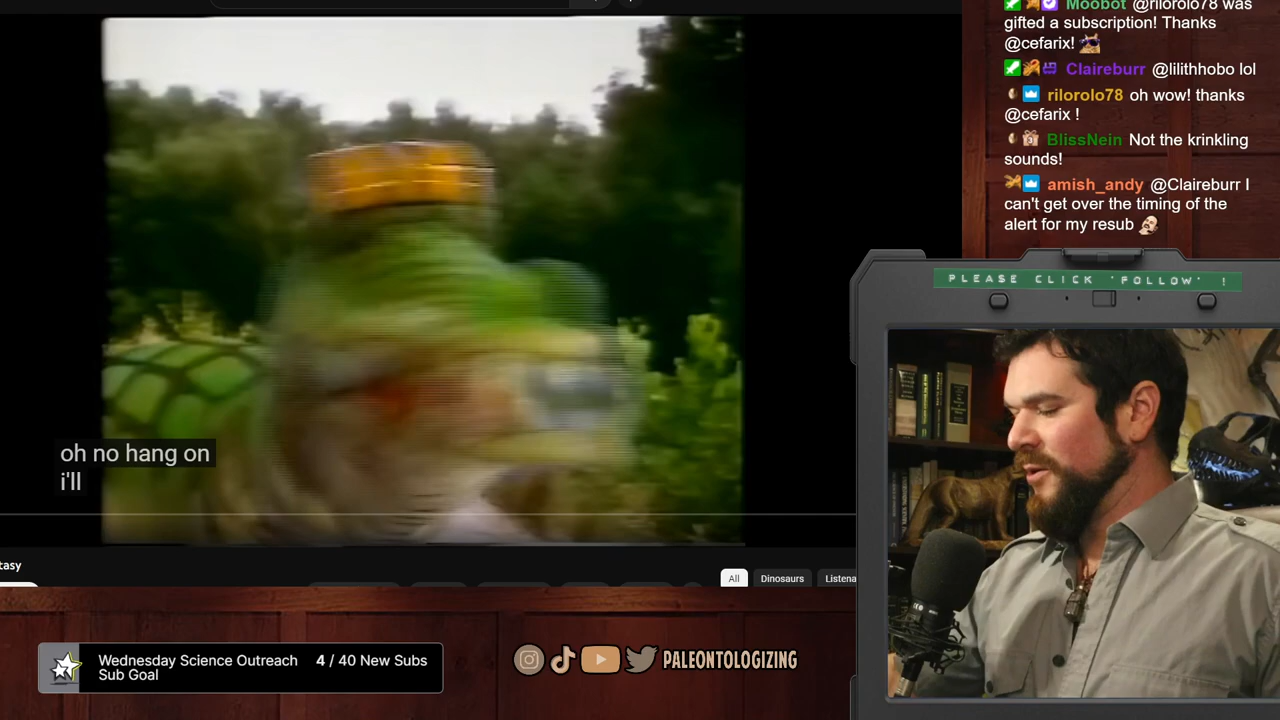 Moobot @rilorolo78 was
gifted a subscription! Thanks
@cefarix!
Claireburr @lilithhobo lol
rilorolo78 oh wow! thanks
@cefarix !
BlissNein Not the krinkling
sounds!
amish_andy @Claireburr I
can't get over the timing of the
alert for my resub
PLEASE CLICK 'FOLLOW' !
oh no hang on
i'll
tasy
All Dinosaurs Listena
Wednesday Science Outreach 4 / 40 New Subs
Sub Goal
PALEONTOLOGIZING